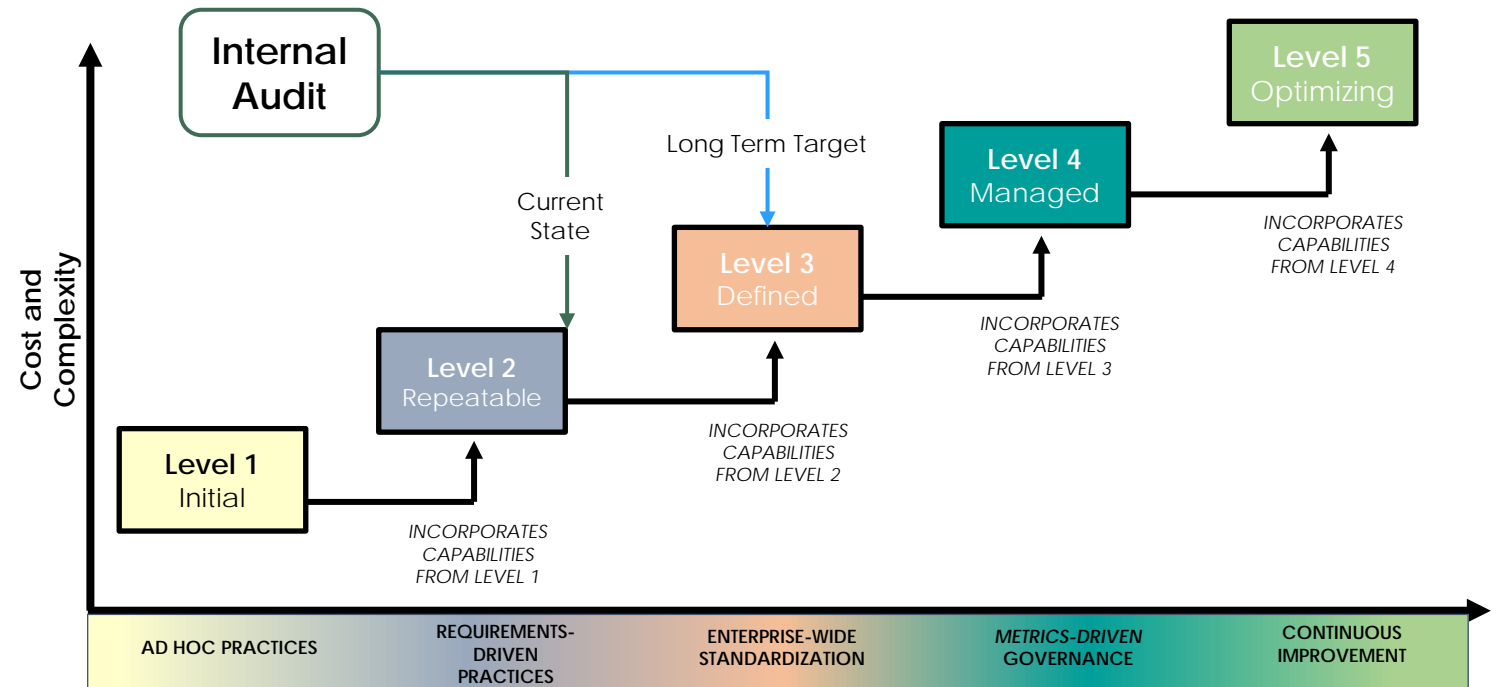 Internal
Audit
Level 5
Optimizing
Long Term Target
Level 4
Managed
Current
State
INCORPORATES
CAPABILITIES
FROM LEVEL 4
Level 3
Defined
Cost and
Complexity
INCORPORATES
CAPABILITIES
FROM LEVEL 3
Level 2
Repeatable
INCORPORATES
CAPABILITIES
FROM LEVEL 2
Level 1
Initial
INCORPORATES
CAPABILITIES
FROM LEVEL 1
AD HOC PRACTICES
REQUIREMENTS-
DRIVEN
PRACTICES
ENTERPRISE-WIDE
STANDARDIZATION
METRICS-DRIVEN
GOVERNANCE
CONTINUOUS
IMPROVEMENT